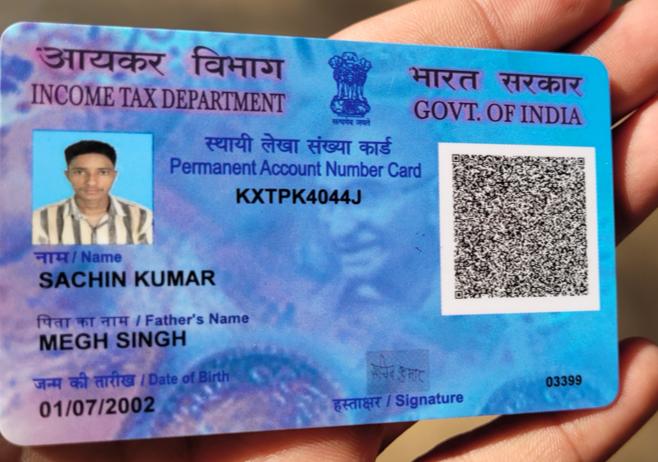 आयकर विभाग
INCOME TAX DEPARTMENT
सत्यमेव जयते
भारत सरकार
GOVT. OF INDIA
स्थायी लेखा संख्या कार्ड
Permanent Account Number Card
KXTPK4044J
नाम / Name
SACHIN KUMAR
पिता का नाम / Father's Name
MEGH SINGH
जन्म की तारीख / Date of Birth
01/07/2002
सचिन कुमार
हस्ताक्षर / Signature
03399